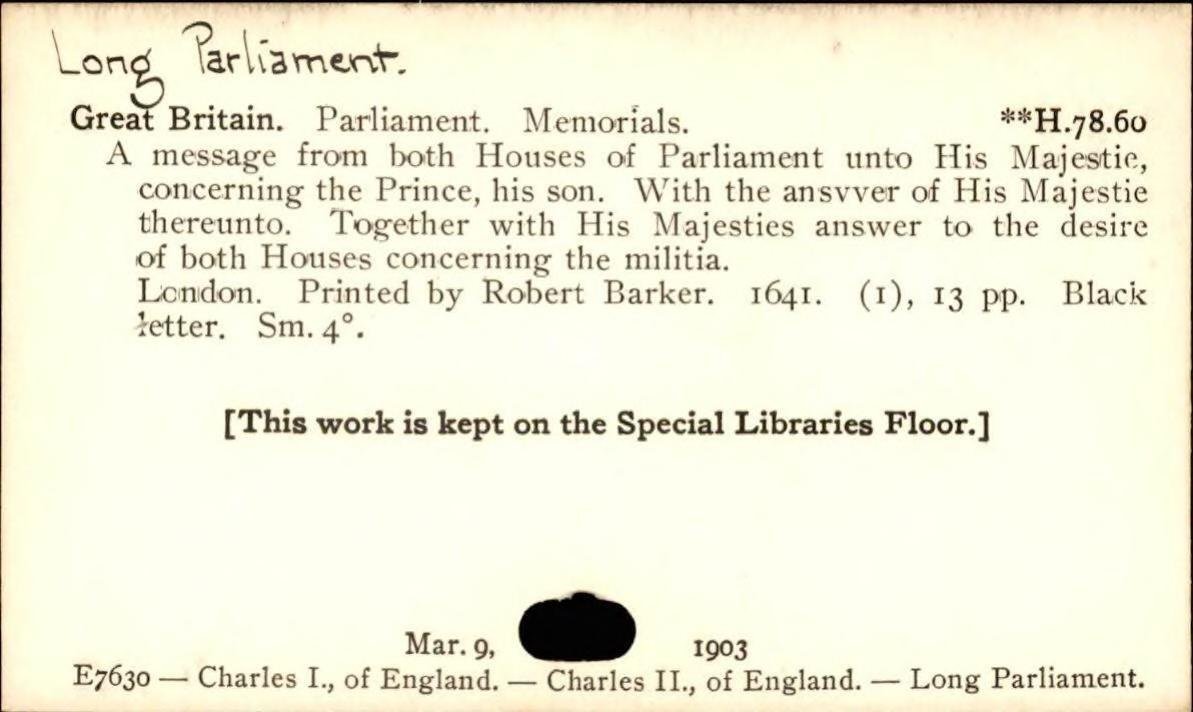 Long Parliament.
Great Britain. Parliament. Memorials. **H.78.60
A message from both Houses of Parliament unto His Majestie,
concerning the Prince, his son. With the ansvver of His Majestie
thereunto. Together with His Majesties answer to the desire
of both Houses concerning the militia.
London. Printed by Robert Barker. 1641. (1), 13 pp. Black
letter. Sm. 4°.
[This work is kept on the Special Libraries Floor.]
Mar. 9, 1903
E7630 — Charles I., of England. — Charles II., of England. — Long Parliament.